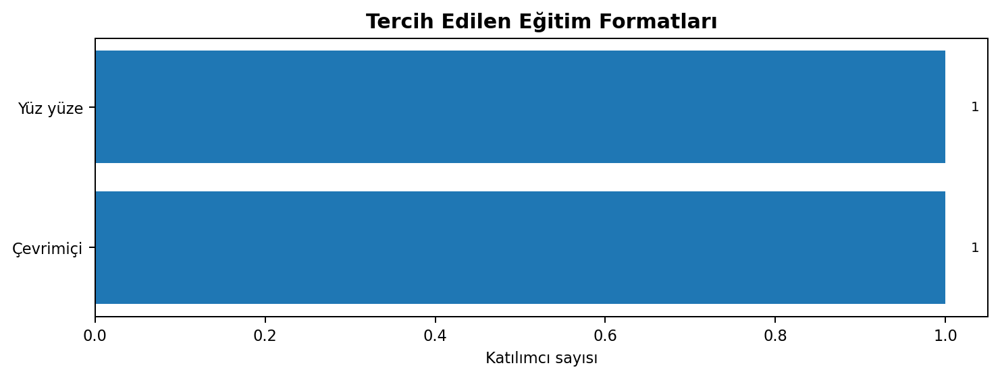 Tercih Edilen Eğitim Formatları
Yüz yüze
1
Çevrimiçi
1
0.0 0.2 0.4 0.6 0.8 1.0
Katılımcı sayısı